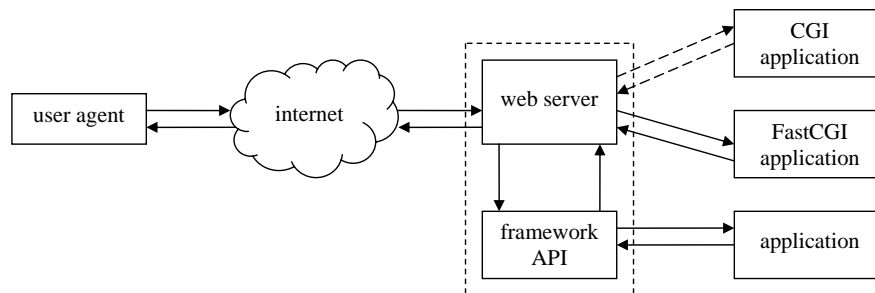 user agent
internet
web server
framework
API
CGI
application
FastCGI
application
application